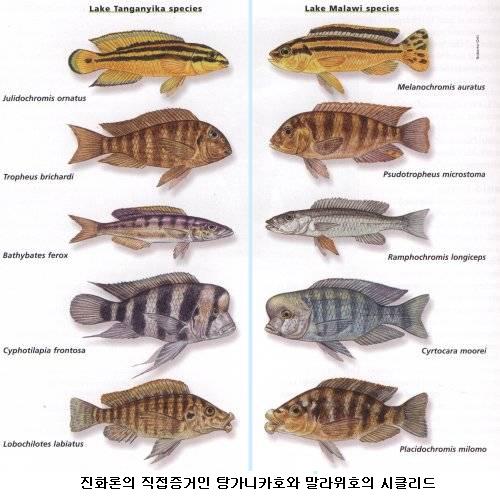 Lake Tanganyika species
Lake Malawi species
Julidochromis ornatus
Melanochromis auratus
Tropheus brichardi
Psudotropheus microstoma
Bathybates ferox
Ramphochromis longiceps
Cyphotilapia frontosa
Cyrtocara moorei
Lobochilotes labiatus
Placidochromis milomo
진화론의 직접증거인 탕가니카호와 말라위호의 시클리드